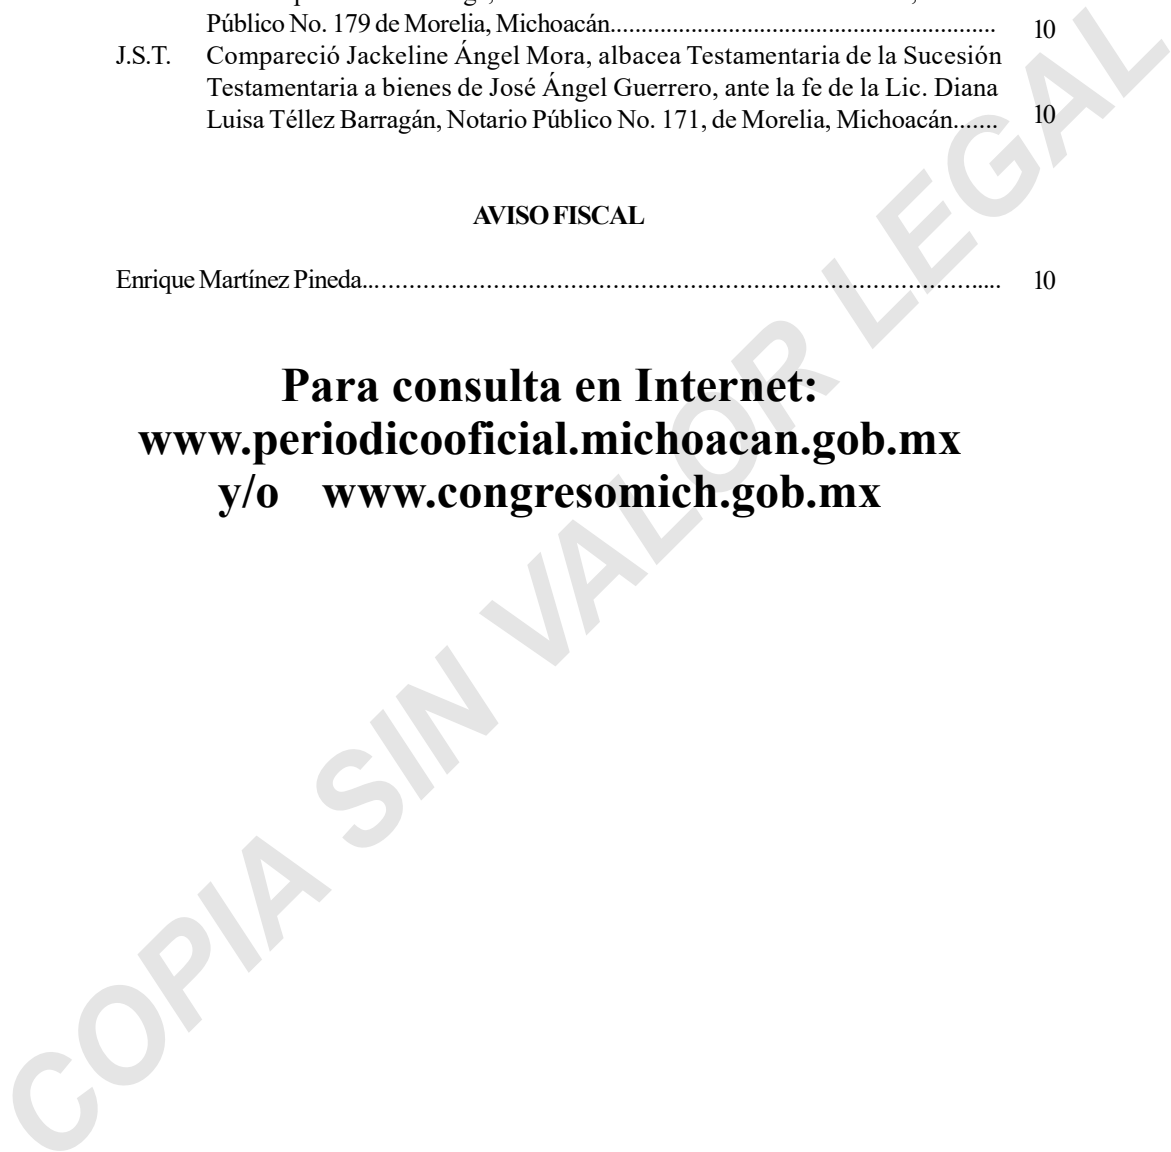 Público No. 179 de Morelia, Michoacán............................................................................. 10
J.S.T. Compareció Jackeline Ángel Mora, albacea Testamentaria de la Sucesión
Testamentaria a bienes de José Ángel Guerrero, ante la fe de la Lic. Diana
Luisa Téllez Barragán, Notario Público No. 171, de Morelia, Michoacán....... 10
AVISO FISCAL
Enrique Martínez Pineda......................................................................................... 10
Para consulta en Internet:
www.periodicooficial.michoacan.gob.mx
y/o www.congresomich.gob.mx
COPIA SIN VALOR LEGAL